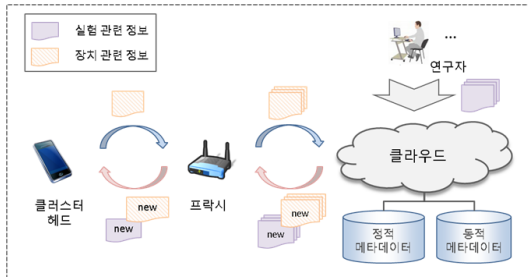 실험 관련 정보
장치 관련 정보
...
연구자
클라우드
클러스터
헤드
new
new
프락시
new
new
정적
메타데이터
동적
메타데이터